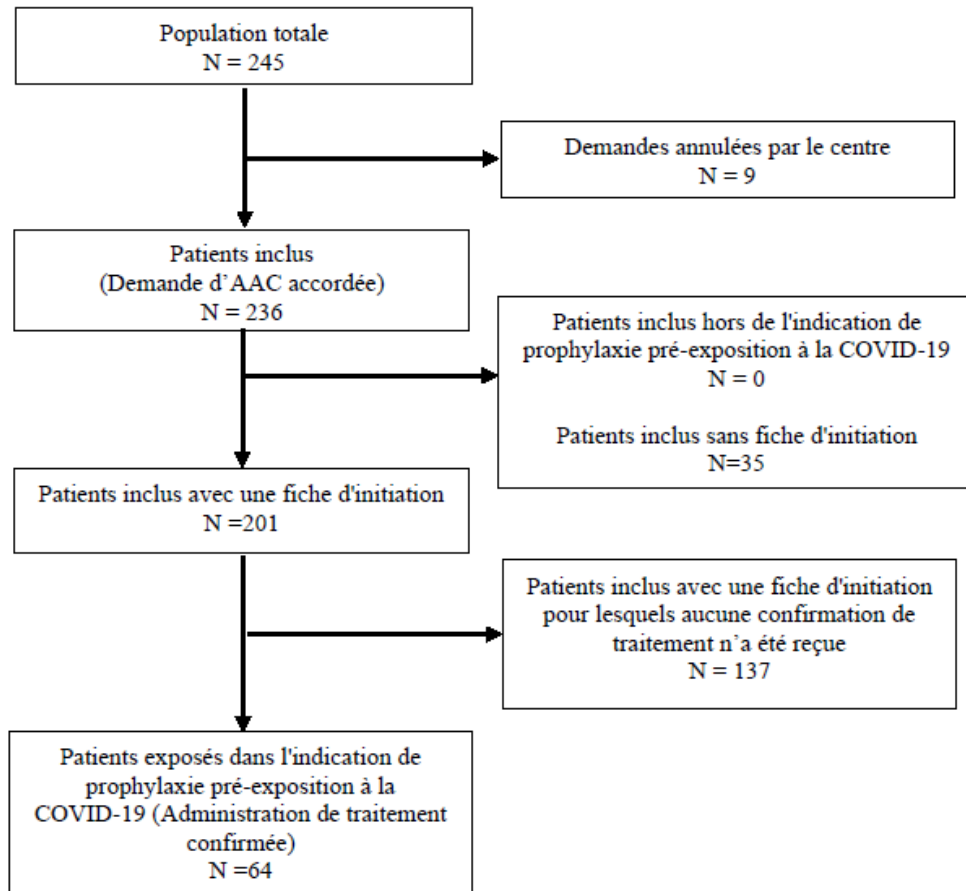 Population totale
N = 245
Demandes annulées par le centre
N = 9
Patients inclus
(Demande d’AAC accordée)
N = 236
Patients inclus hors de l'indication de
prophylaxie pré-exposition à la COVID-19
N = 0
Patients inclus sans fiche d'initiation
N=35
Patients inclus avec une fiche d'initiation
N =201
Patients inclus avec une fiche d'initiation
pour lesquels aucune confirmation de
traitement n’a été reçue
N = 137
Patients exposés dans l'indication de
prophylaxie pré-exposition à la
COVID-19 (Administration de traitement
confirmée)
N =64